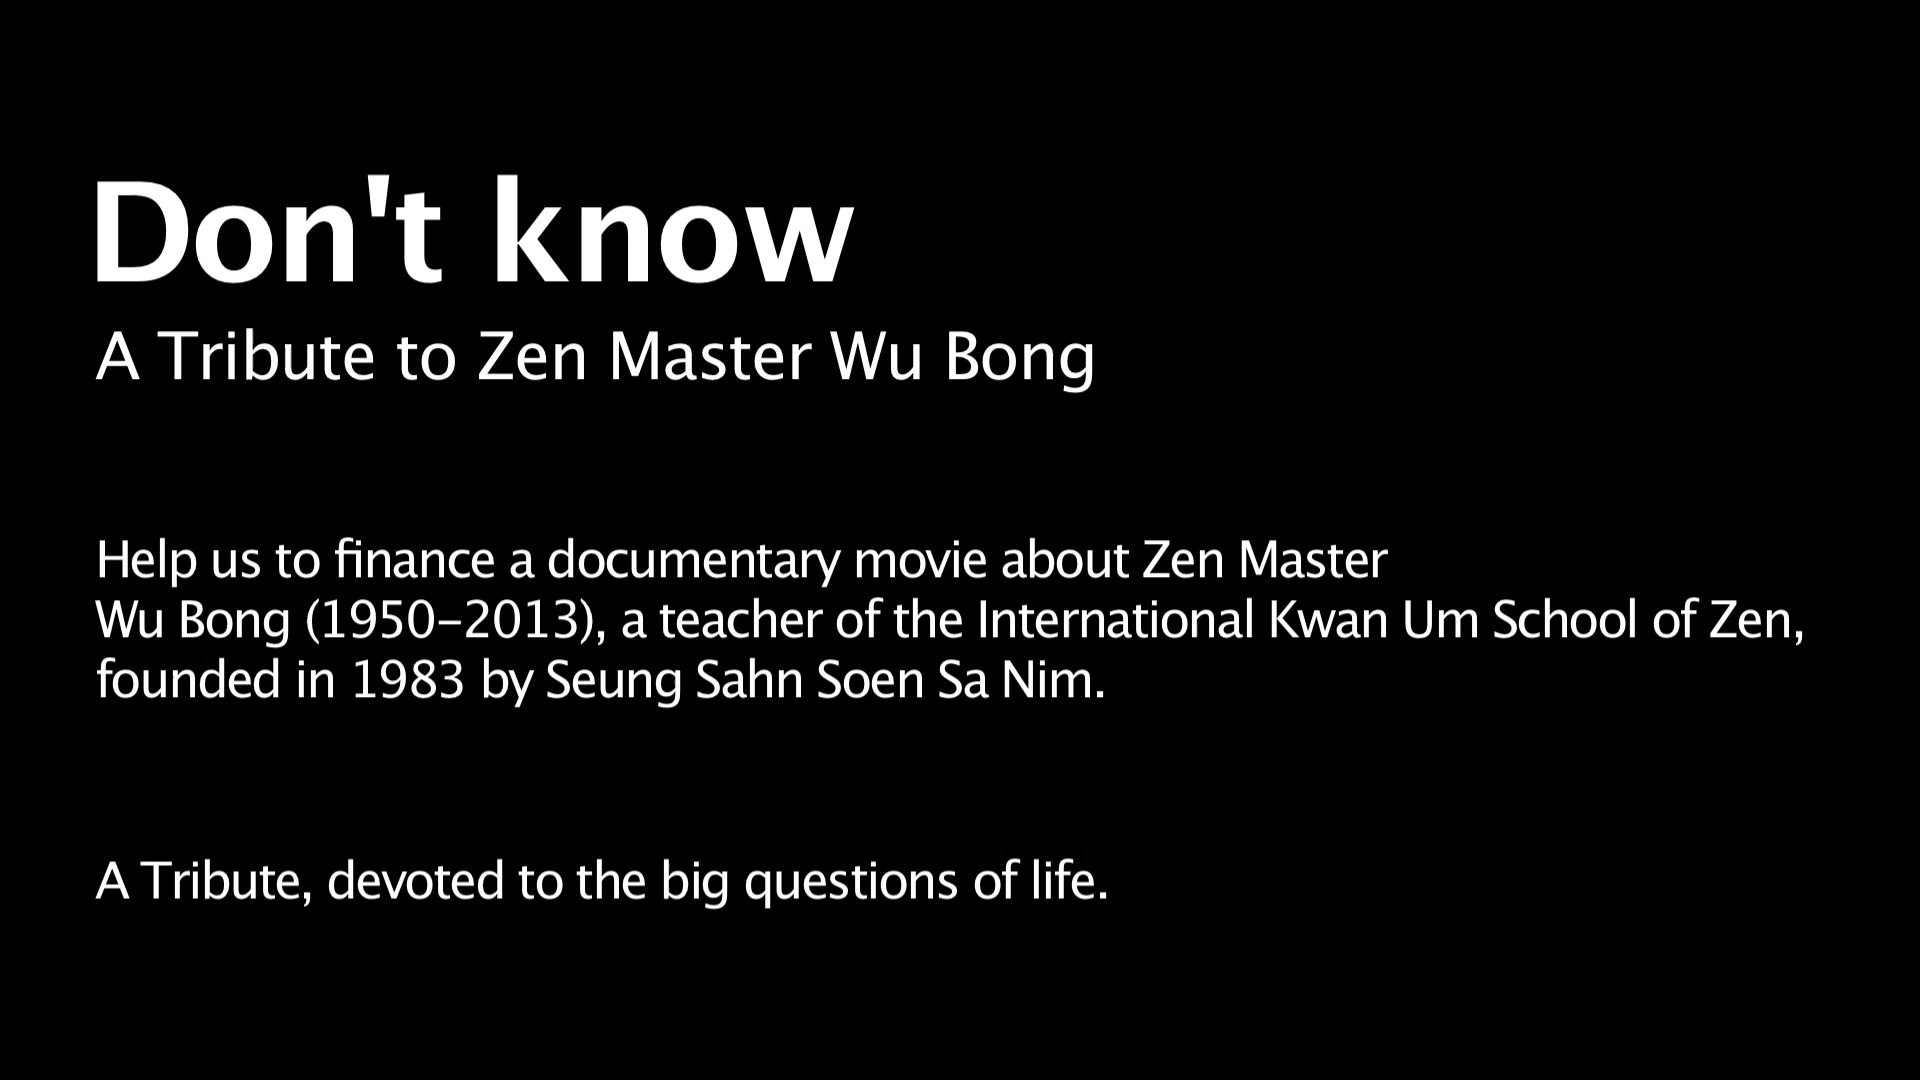 Don't know
A Tribute to Zen Master Wu Bong
Help us to finance a documentary movie about Zen Master
Wu Bong (1950–2013), a teacher of the International Kwan Um School of Zen,
founded in 1983 by Seung Sahn Soen Sa Nim.
A Tribute, devoted to the big questions of life.